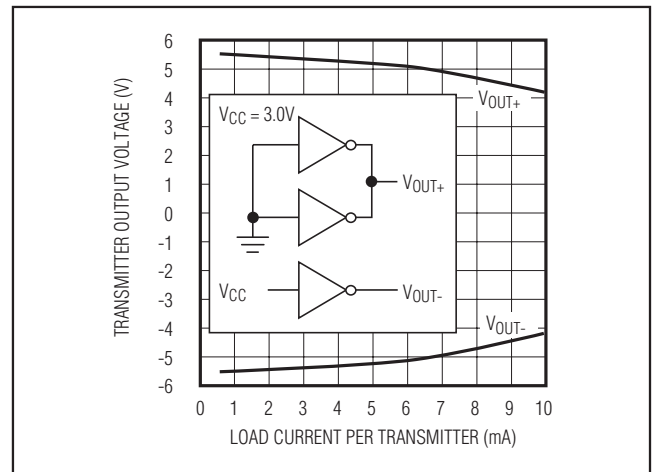 TRANSMITTER OUTPUT VOLTAGE (V)
6
5
4
3
2
1
0
-1
-2
-3
-4
-5
-6
VOUT+
VCC = 3.0V
VOUT+
VCC
VOUT-
VOUT-
0 1 2 3 4 5 6 7 8 9 10
LOAD CURRENT PER TRANSMITTER (mA)